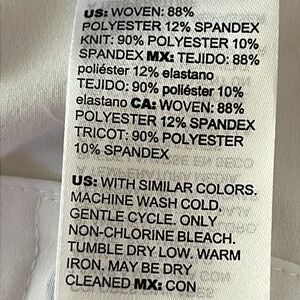 US: WOVEN: 88%
POLYESTER 12% SPANDEX
KNIT: 90% POLYESTER 10%
SPANDEX MX: TEJIDO: 88%
poliéster 12% elastano
TEJIDO: 90% poliéster 10%
elastano CA: WOVEN: 88%
POLYESTER 12% SPANDEX
TRICOT: 90% POLYESTER
10% SPANDEX
US: WITH SIMILAR COLORS.
MACHINE WASH COLD,
GENTLE CYCLE. ONLY
NON-CHLORINE BLEACH.
TUMBLE DRY LOW. WARM
IRON. MAY BE DRY
CLEANED MX: CON